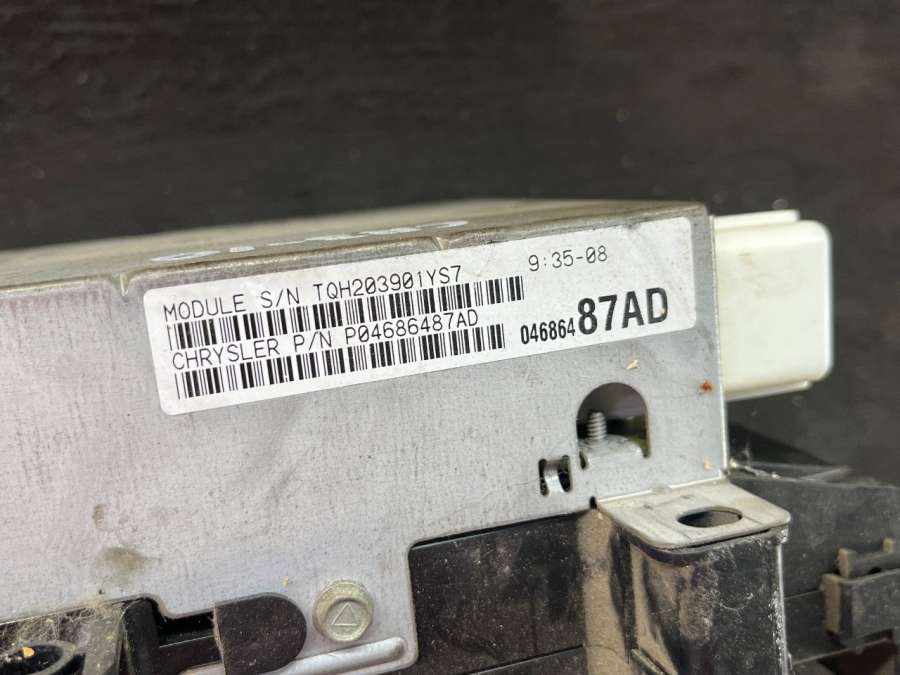 MODULE S/N TQH203901YS7
9:35-08
CHRYSLER P/N P04686487AD
04686487AD